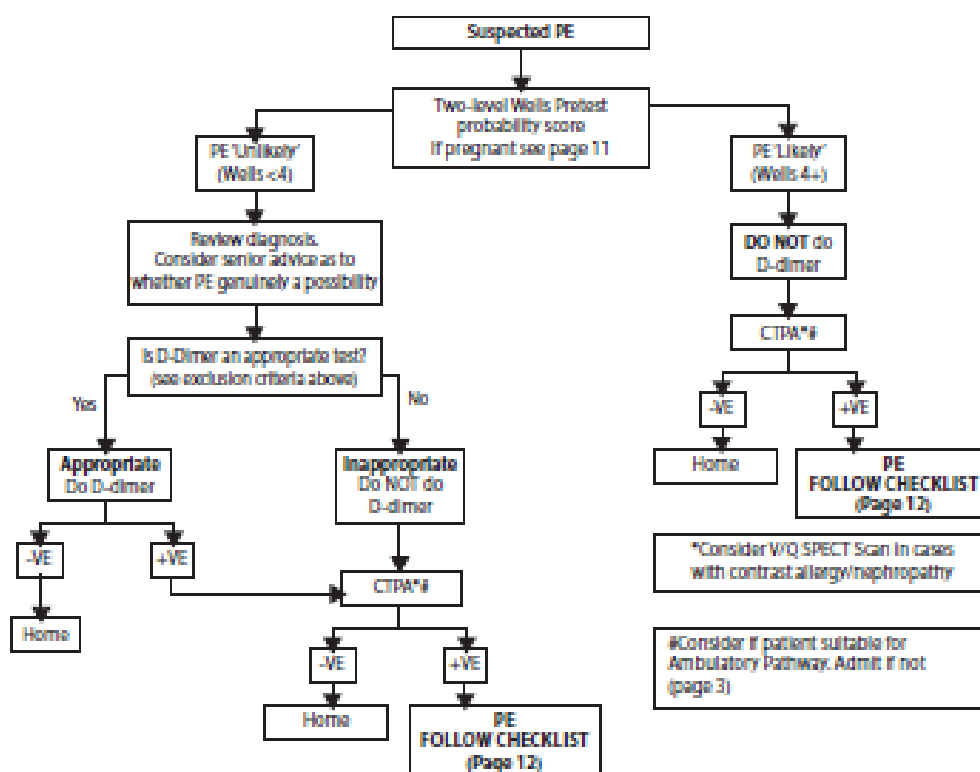 Suspected PE
Two-level Wells Pretest
probability score
If pregnant see page 11
PE 'Unlikely'
(Wells <4)
PE 'Likely'
(Wells 4+)
Review diagnosis.
Consider senior advice as to
whether PE genuinely a possibility
DO NOT do
D-dimer
Is D-Dimer an appropriate test?
(see exclusion criteria above)
CTPA*#
Yes
No
-VE
+VE
Appropriate
Do D-dimer
Inappropriate
Do NOT do
D-dimer
Home
PE
FOLLOW CHECKLIST
(Page 12)
-VE
+VE
CTPA*#
*Consider V/Q SPECT Scan in cases
with contrast allergy/nephropathy
Home
-VE
+VE
#Consider if patient suitable for
Ambulatory Pathway. Admit if not
(page 3)
Home
PE
FOLLOW CHECKLIST
(Page 12)